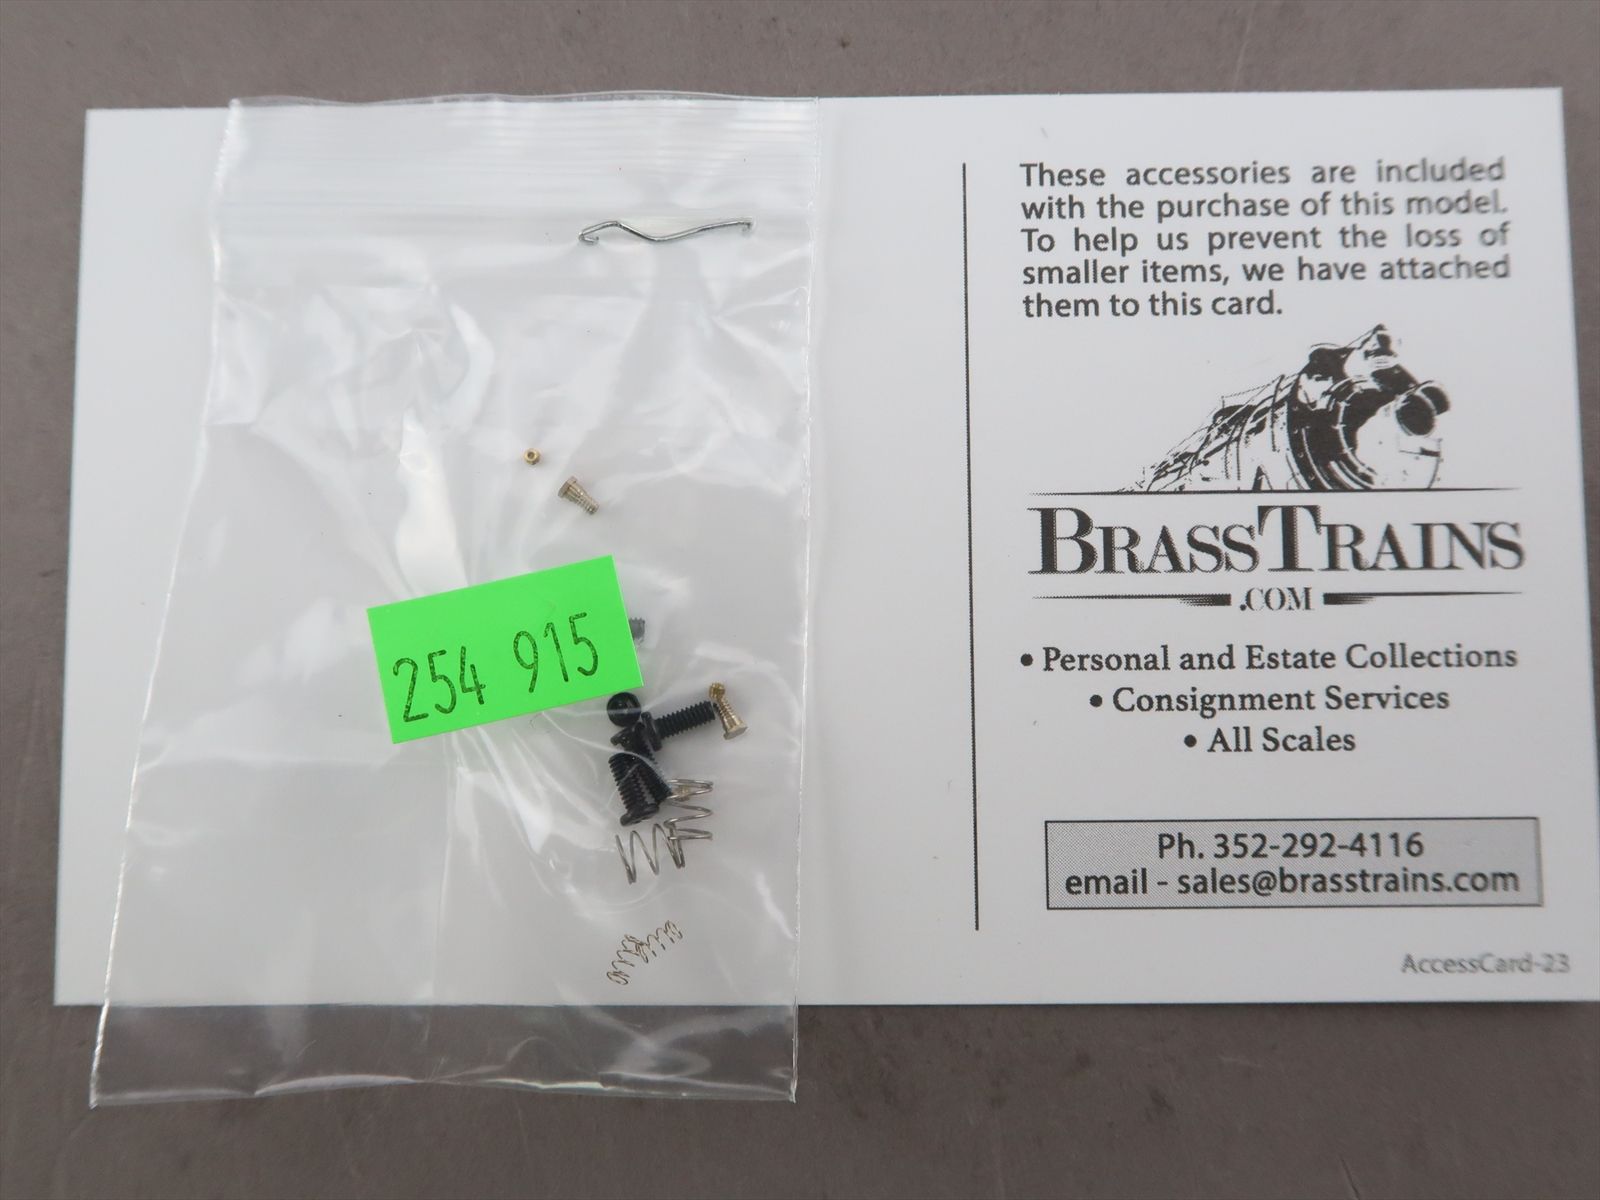 254 915
These accessories are included
with the purchase of this model.
To help us prevent the loss of
smaller items, we have attached
them to this card.
BRASSTRAINS
.COM
• Personal and Estate Collections
• Consignment Services
• All Scales
Ph. 352-292-4116
email - sales@brasstrains.com
AccessCard-23